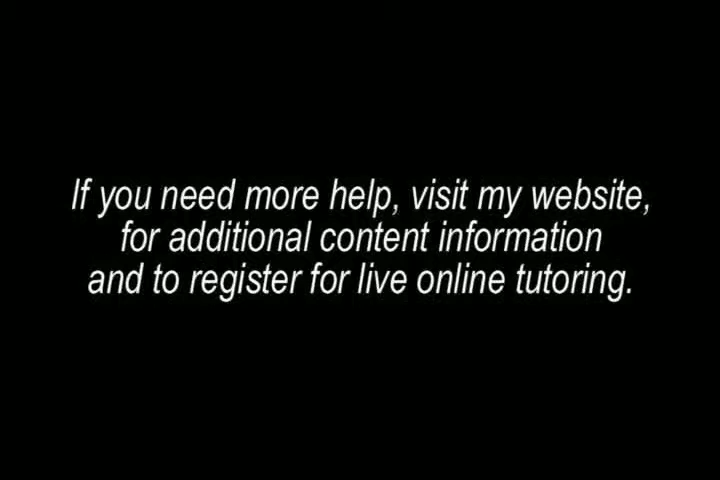 If you need more help, visit my website,
for additional content information
and to register for live online tutoring.